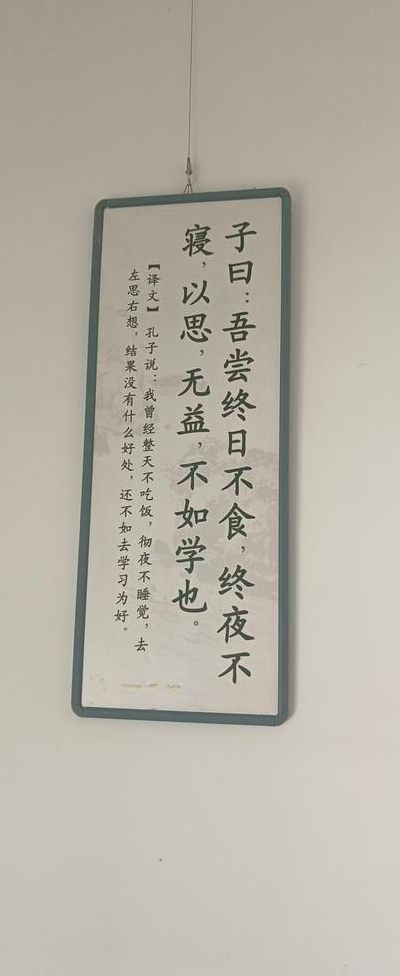 子曰：吾尝终日不食，终夜不
寝，以思，无益，不如学也。
【译文】 孔子说：我曾经整天不吃饭，彻夜不睡觉，去
左思右想，结果没有什么好处，还不如去学习为好。